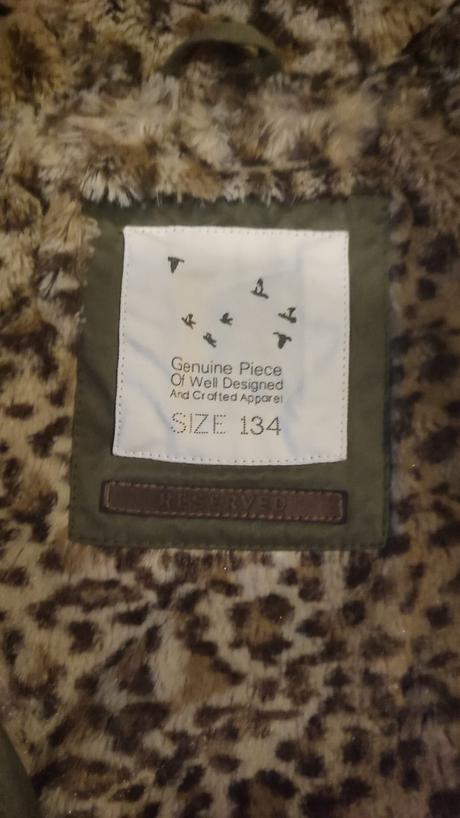 Genuine Piece
Of Well Designed
And Crafted Apparel
SIZE 134
RESERVED